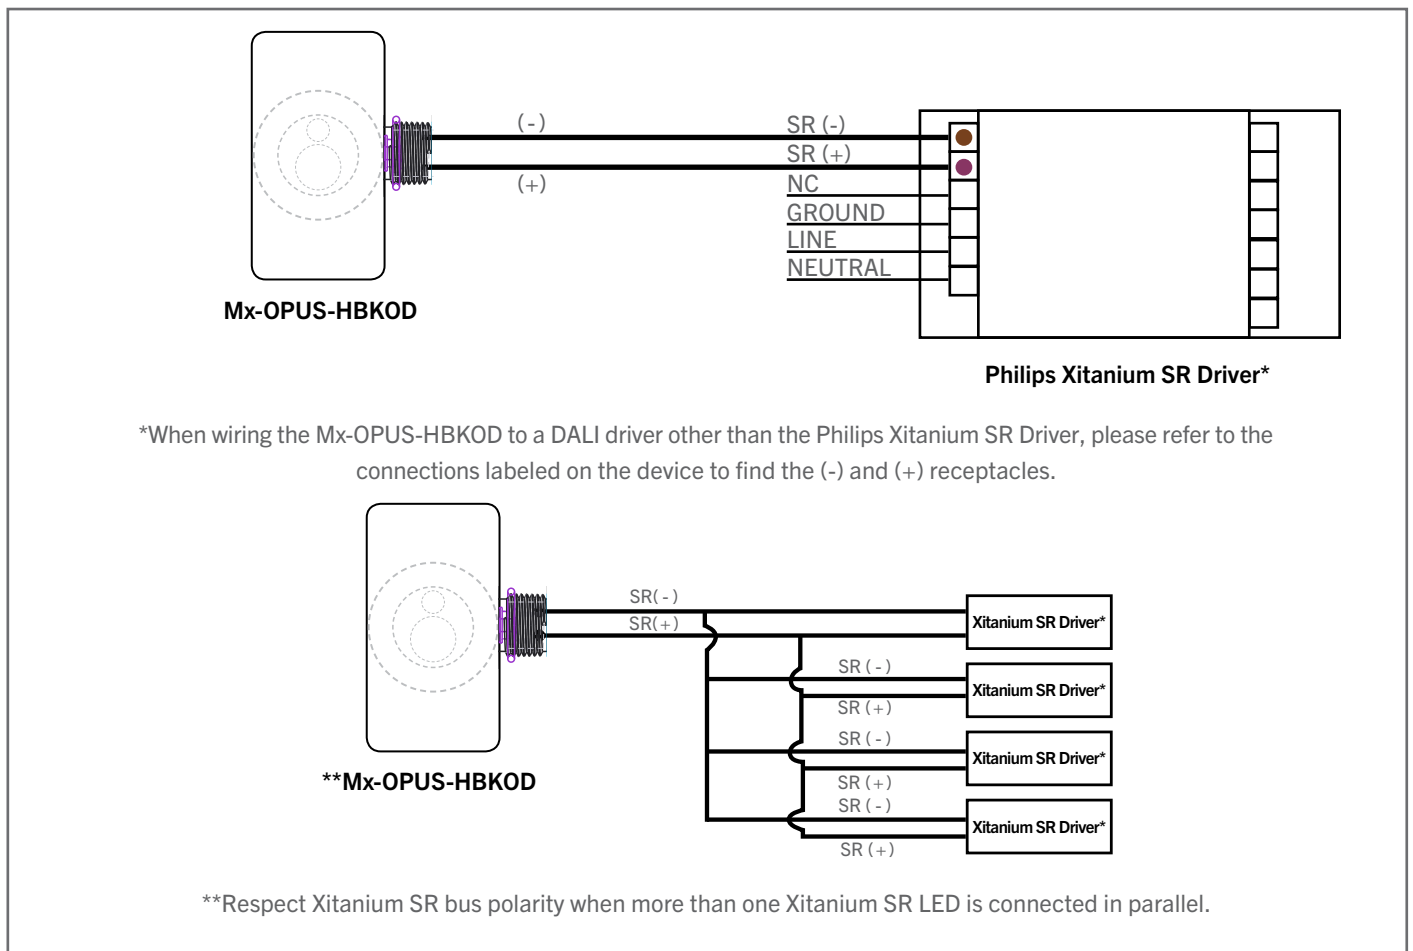 (-)
SR (-)
SR (+)
(+)
NC
GROUND
LINE
NEUTRAL
Mx-OPUS-HBKOD
Philips Xitanium SR Driver*
*When wiring the Mx-OPUS-HBKOD to a DALI driver other than the Philips Xitanium SR Driver, please refer to the
connections labeled on the device to find the (-) and (+) receptacles.
SR(-)
SR(+)
Xitanium SR Driver*
SR (-)
Xitanium SR Driver*
SR (+)
SR (-)
Xitanium SR Driver*
SR (+)
SR (-)
Xitanium SR Driver*
SR (+)
**Mx-OPUS-HBKOD
**Respect Xitanium SR bus polarity when more than one Xitanium SR LED is connected in parallel.